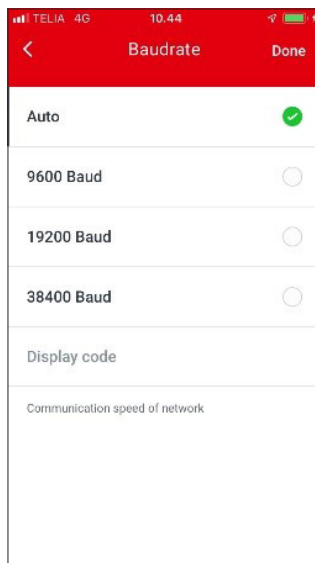 TELIA 4G 10.44
Baudrate Done
Auto
9600 Baud
19200 Baud
38400 Baud
Display code
Communication speed of network